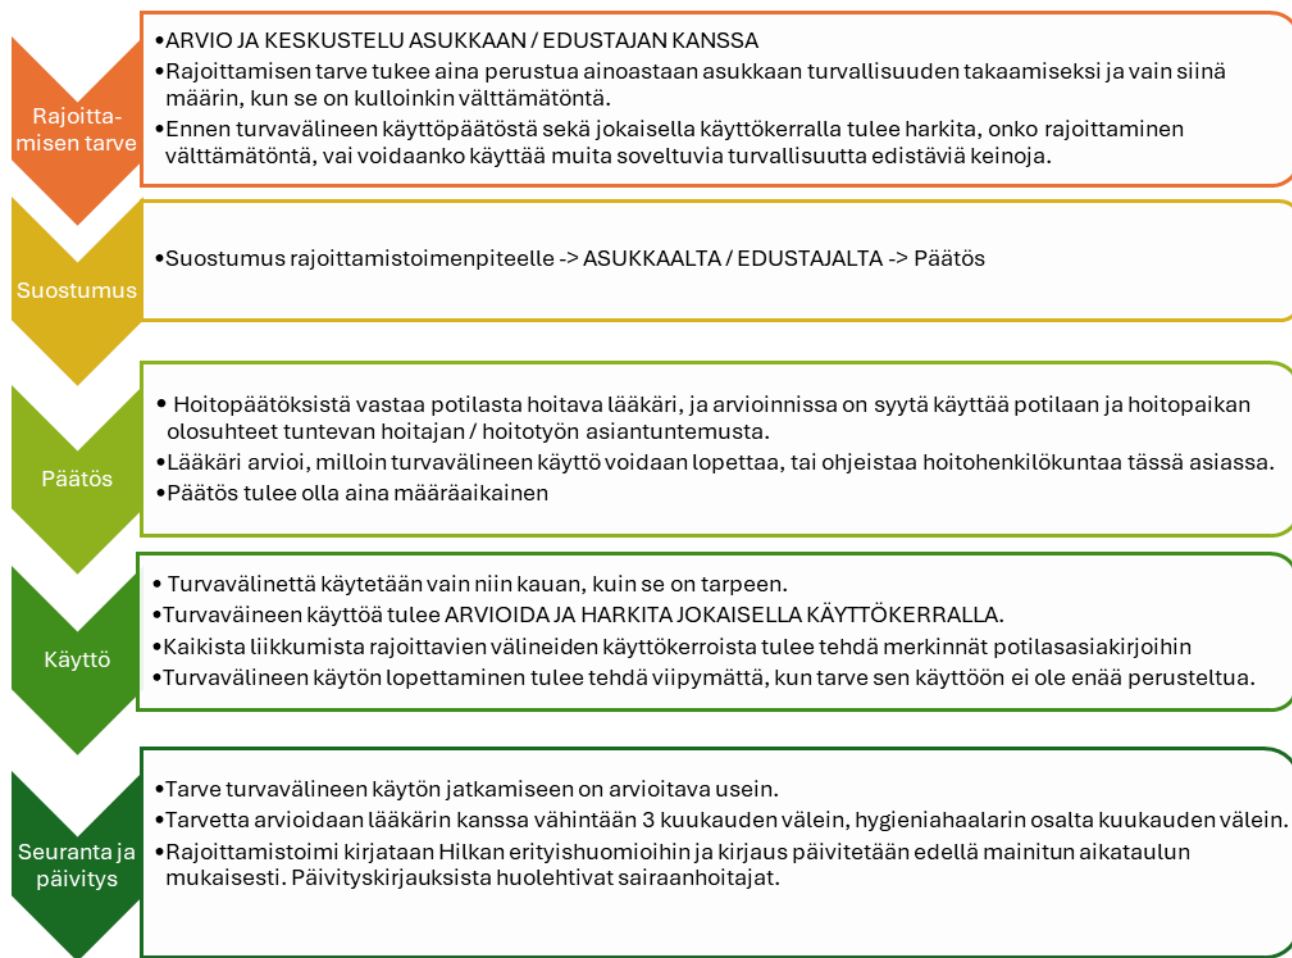 Rajoitta-
misen tarve
•ARVIO JA KESKUSTELU ASUKKAAN / EDUSTAJAN KANSSA
•Rajoittamisen tarve tukee aina perustua ainoastaan asukkaan turvallisuuden takaamiseksi ja vain siinä
määrin, kun se on kulloinkin välttämätöntä.
•Ennen turvavälineen käyttöpäätöstä sekä jokaisella käyttökerralla tulee harkita, onko rajoittaminen
välttämätöntä, vai voidaanko käyttää muita soveltuvia turvallisuutta edistäviä keinoja.
Suostumus
•Suostumus rajoittamistoimenpiteelle -> ASUKKAALTA / EDUSTAJALTA -> Päätös
Päätös
• Hoitopäätöksistä vastaa potilasta hoitava lääkäri, ja arvioinnissa on syytä käyttää potilaan ja hoitopaikan
olosuhteet tuntevan hoitajan / hoitotyön asiantuntemusta.
•Lääkäri arvioi, milloin turvavälineen käyttö voidaan lopettaa, tai ohjeistaa hoitohenkilökuntaa tässä asiassa.
•Päätös tulee olla aina määräaikainen
Käyttö
• Turvavälinettä käytetään vain niin kauan, kuin se on tarpeen.
•Turvaväineen käyttöä tulee ARVIOIDA JA HARKITA JOKAISELLA KÄYTTÖKERRALLA.
•Kaikista liikkumista rajoittavien välineiden käyttökerroista tulee tehdä merkinnät potilasasiakirjoihin
•Turvavälineen käytön lopettaminen tulee tehdä viipymättä, kun tarve sen käyttöön ei ole enää perusteltua.
Seuranta ja
päivitys
•Tarve turvavälineen käytön jatkamiseen on arvioitava usein.
•Tarvetta arvioidaan lääkärin kanssa vähintään 3 kuukauden välein, hygieniahaalarin osalta kuukauden välein.
•Rajoittamistoimi kirjataan Hilkan erityishuomioihin ja kirjaus päivitetään edellä mainitun aikataulun
mukaisesti. Päivityskirjauksista huolehtivat sairaanhoitajat.